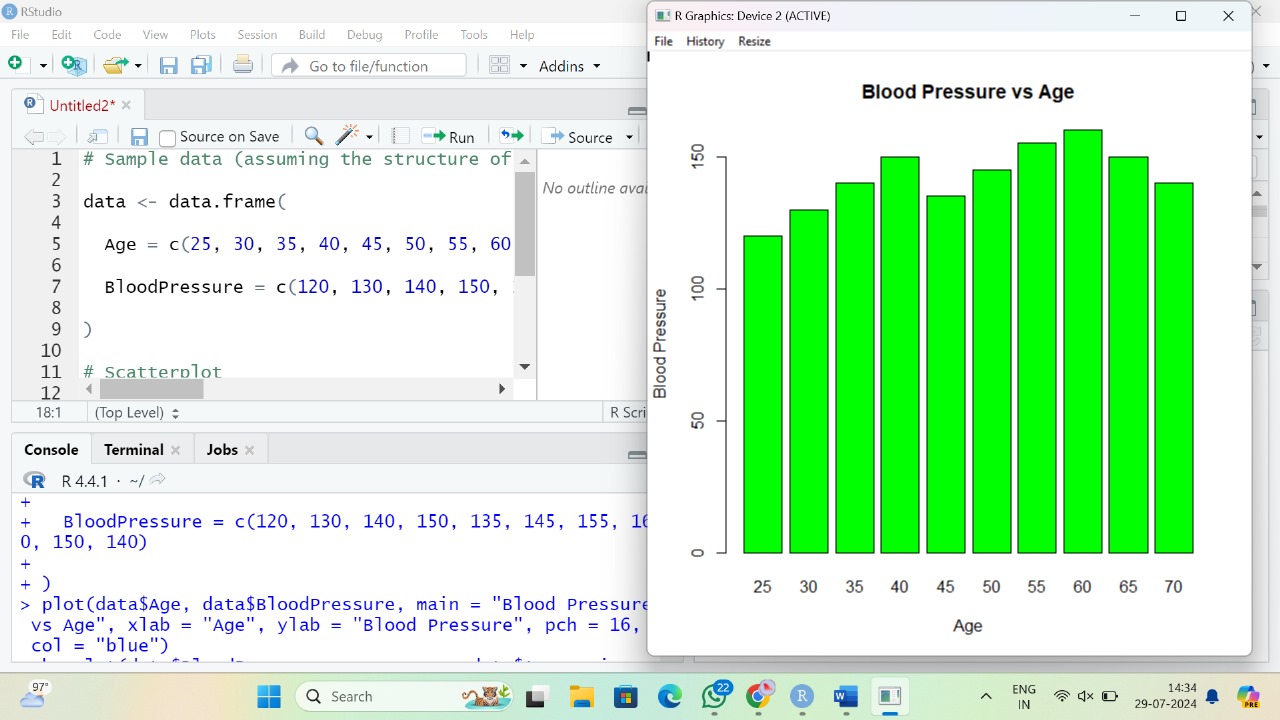 RStudio
File Edit Code View Plots Session Build Debug Profile Tools Help
Go to file/function Addins
Untitled2*
Source on Save Run Source
1 # Sample data (assuming the structure of
2
3 data <- data.frame(
4
5 Age = c(25, 30, 35, 40, 45, 50, 55, 60
6
7 BloodPressure = c(120, 130, 140, 150,
8
9 )
10
11 # Scatterplot
12
No outline
18:1 (Top Level) R
Console Terminal Jobs
R 4.4.1 · ~/
+
+ BloodPressure = c(120, 130, 140, 150, 135, 145, 155, 16
0, 150, 140)
+
+ )
> plot(data$Age, data$BloodPressure, main = "Blood Pressure
vs Age", xlab = "Age", ylab = "Blood Pressure", pch = 16,
col = "blue")
R Graphics: Device 2 (ACTIVE)
File History Resize
Blood Pressure vs Age
Blood Pressure
150
100
50
0
25 30 35 40 45 50 55 60 65 70
Age
97°
Search
22
ENG
IN
14:34
29-07-2024
PRE